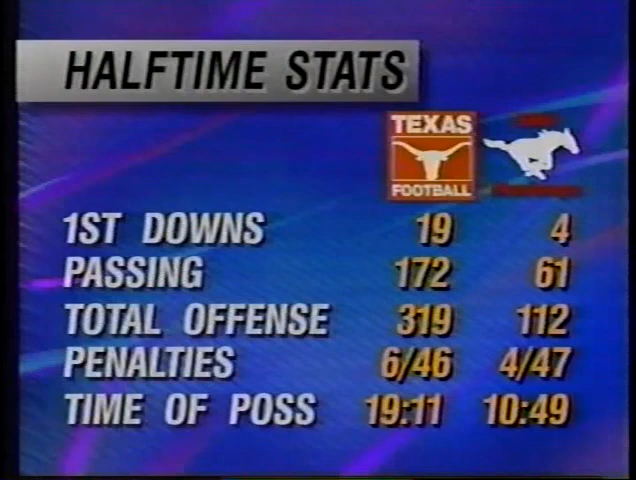 HALFTIME STATS
TEXAS
FOOTBALL
1ST DOWNS 19 4
PASSING 172 61
TOTAL OFFENSE 319 112
PENALTIES 6/46 4/47
TIME OF POSS 19:11 10:49